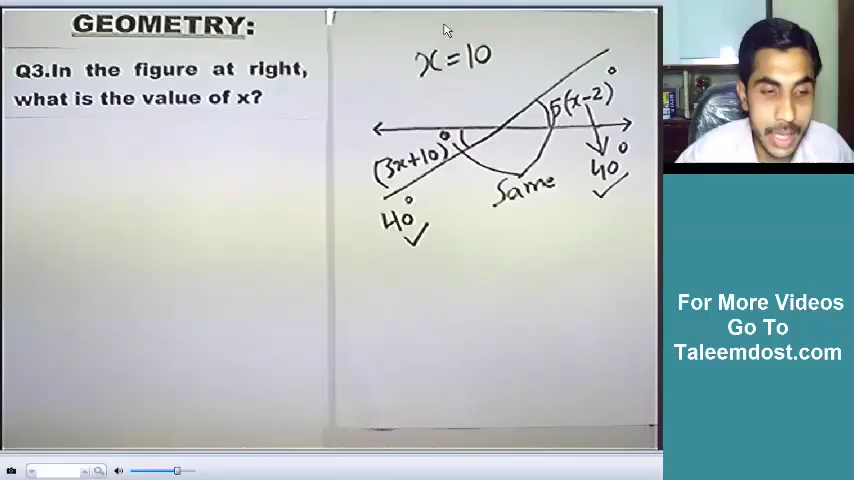 GEOMETRY:
Q3.In the figure at right,
what is the value of x?
x=10
5(x-2)°
(3x+10)°
40°
Same
40°
For More Videos
Go To
Taleemdost.com